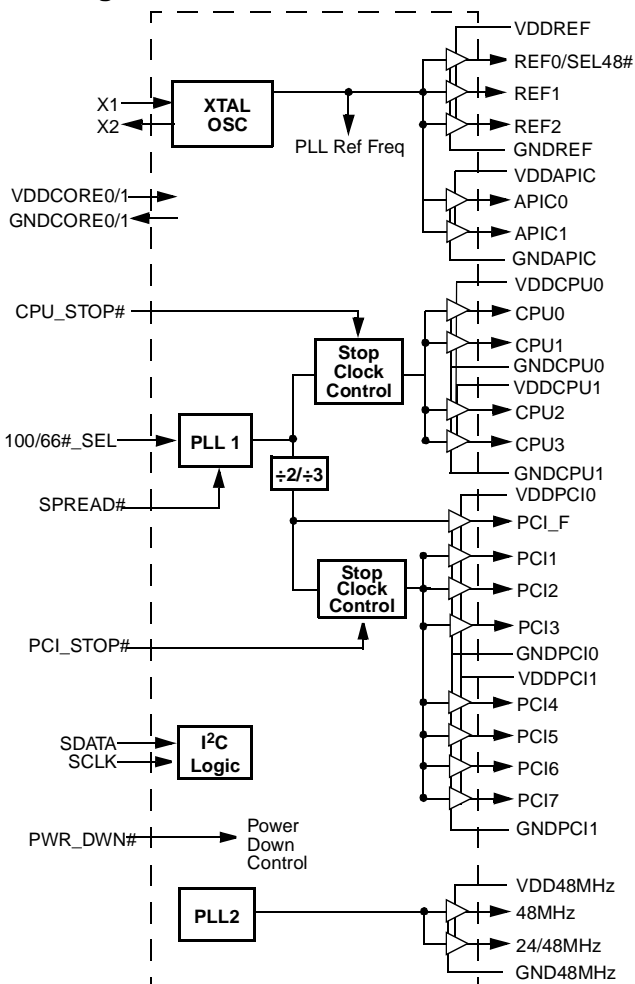 VDDREF
REF0/SEL48#
REF1
REF2
GNDREF
X1
X2
XTAL
OSC
PLL Ref Freq
VDDAPIC
APIC0
APIC1
GNDAPIC
VDDCORE0/1
GNDCORE0/1
VDDCPU0
CPU0
CPU1
GNDCPU0
VDDCPU1
CPU2
CPU3
GNDCPU1
CPU_STOP#
Stop
Clock
Control
100/66#_SEL
PLL 1
÷2/÷3
SPREAD#
VDDPCI0
PCI_F
PCI1
PCI2
PCI3
GNDPCI0
VDDPCI1
PCI4
PCI5
PCI6
PCI7
GNDPCI1
Stop
Clock
Control
PCI_STOP#
SDATA
SCLK
I²C
Logic
PWR_DWN#
Power
Down
Control
PLL2
VDD48MHz
48MHz
24/48MHz
GND48MHz